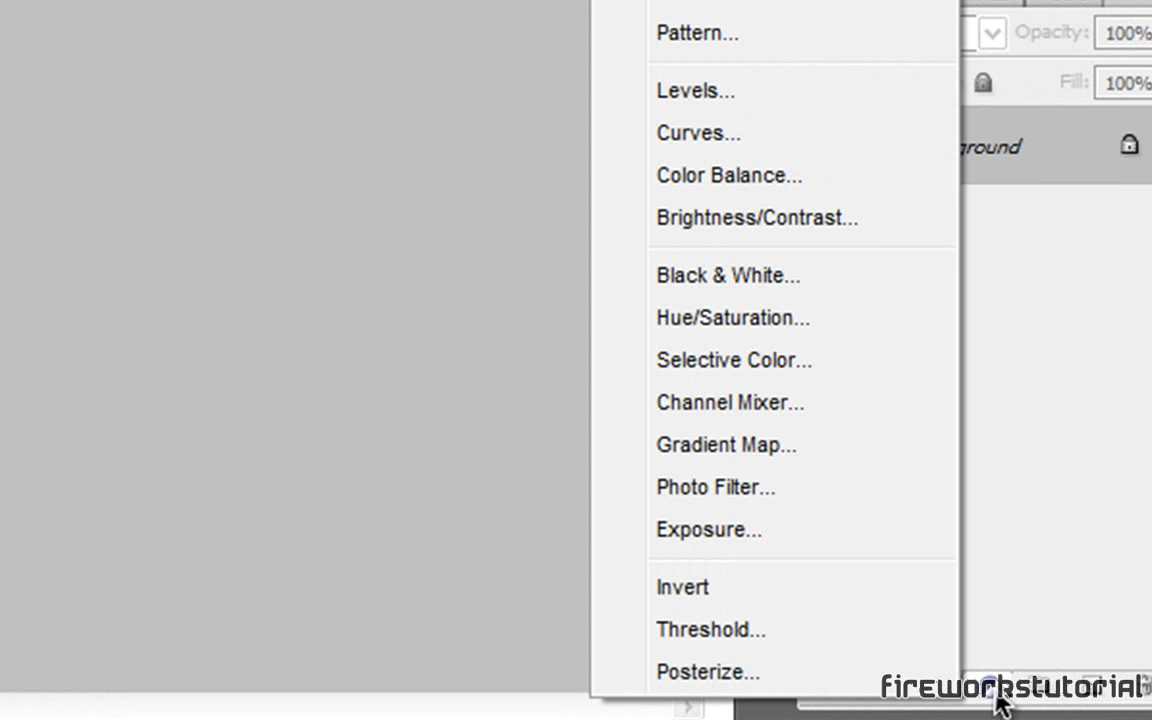 Pattern...
Opacity: 100%
Levels...
Fill: 100%
Curves...
ground
Color Balance...
Brightness/Contrast...
Black & White...
Hue/Saturation...
Selective Color...
Channel Mixer...
Gradient Map...
Photo Filter...
Exposure...
Invert
Threshold...
Posterize...
fireworkstutorial